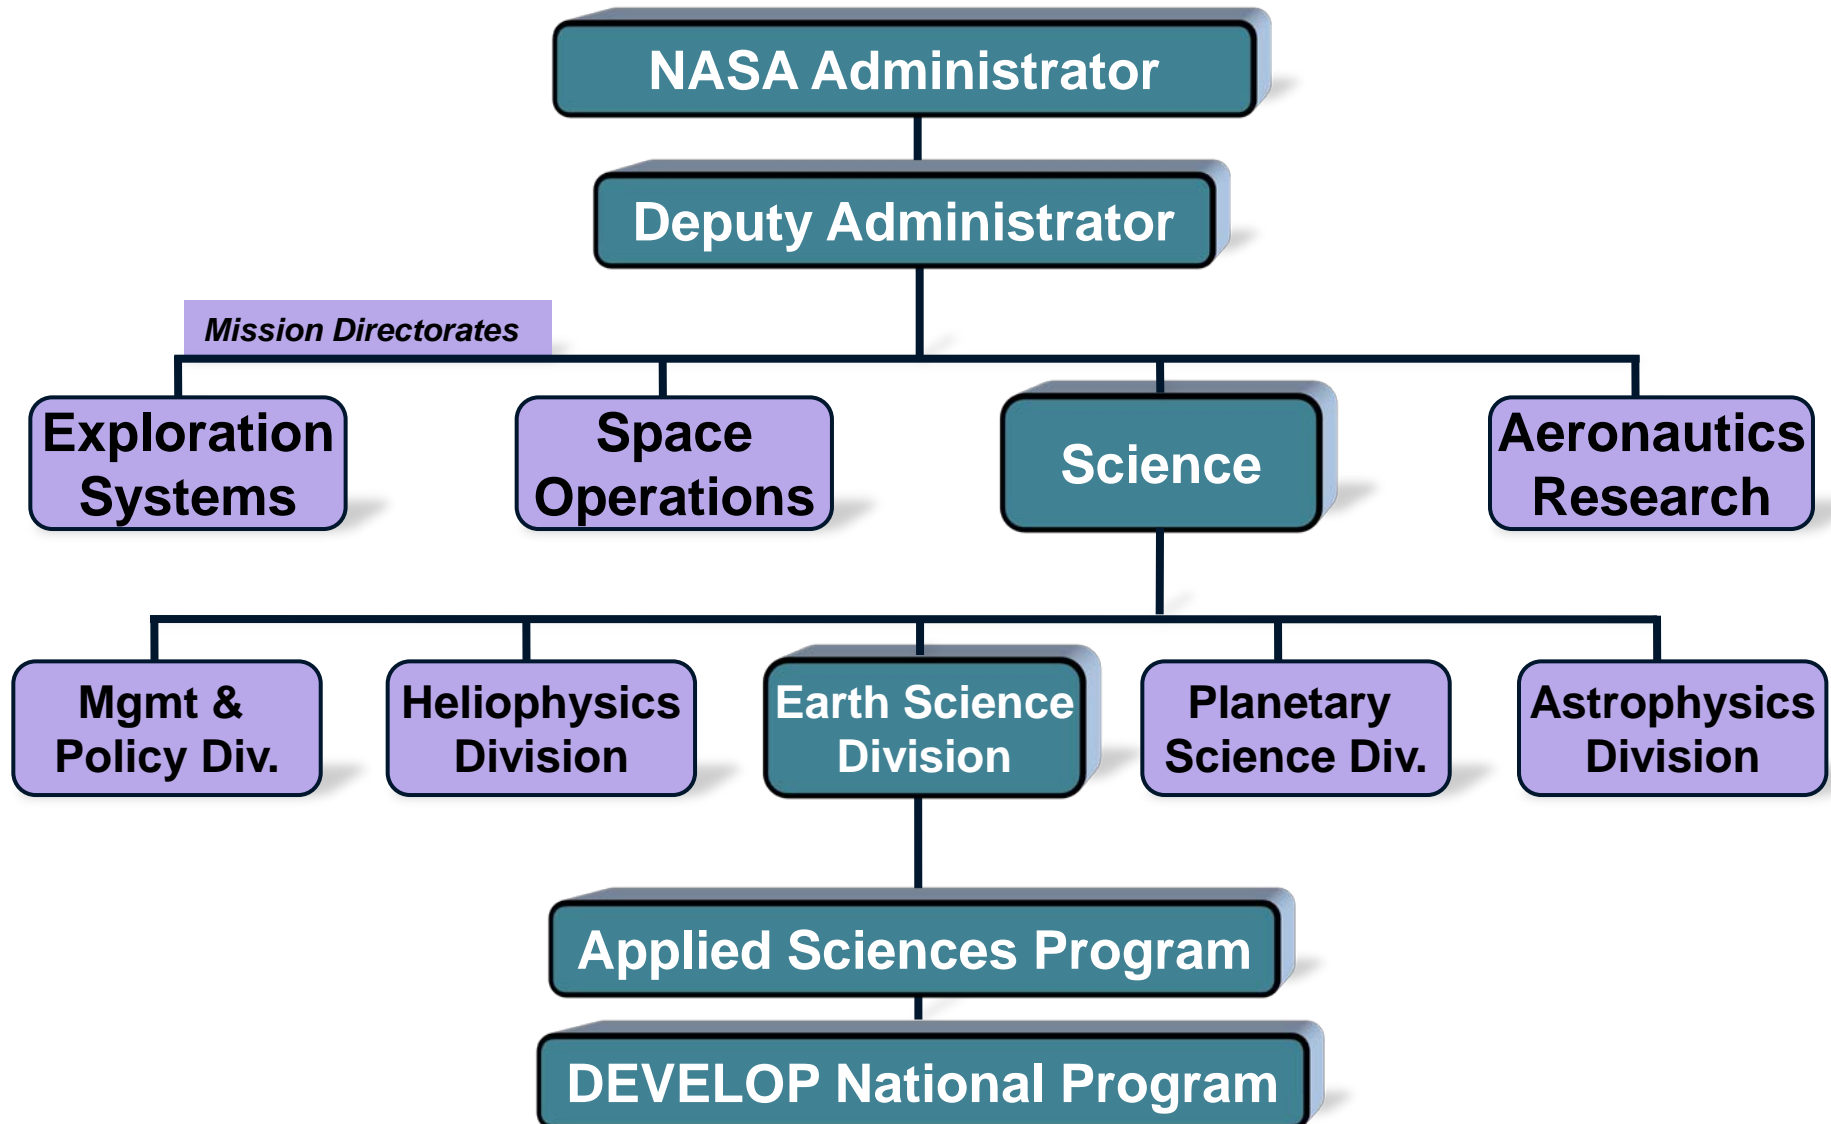 NASA Administrator
Deputy Administrator
Mission Directorates
Exploration
Systems
Space
Operations
Science
Aeronautics
Research
Mgmt &
Policy Div.
Heliophysics
Division
Earth Science
Division
Planetary
Science Div.
Astrophysics
Division
Applied Sciences Program
DEVELOP National Program